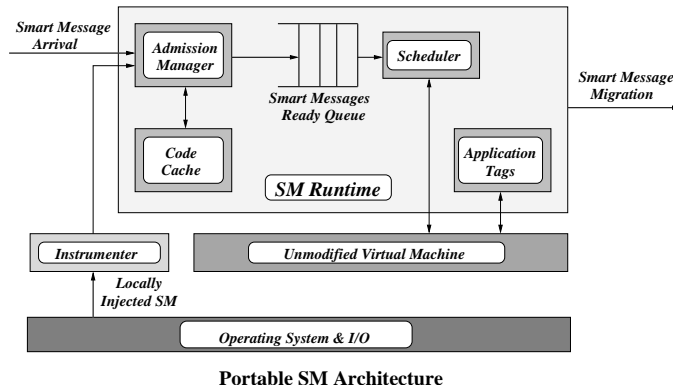 Smart Message
Arrival
Admission
Manager
Scheduler
Smart Messages
Ready Queue
Smart Message
Migration
Code
Cache
Application
Tags
SM Runtime
Instrumenter
Unmodified Virtual Machine
Locally
Injected SM
Operating System & I/O
Portable SM Architecture